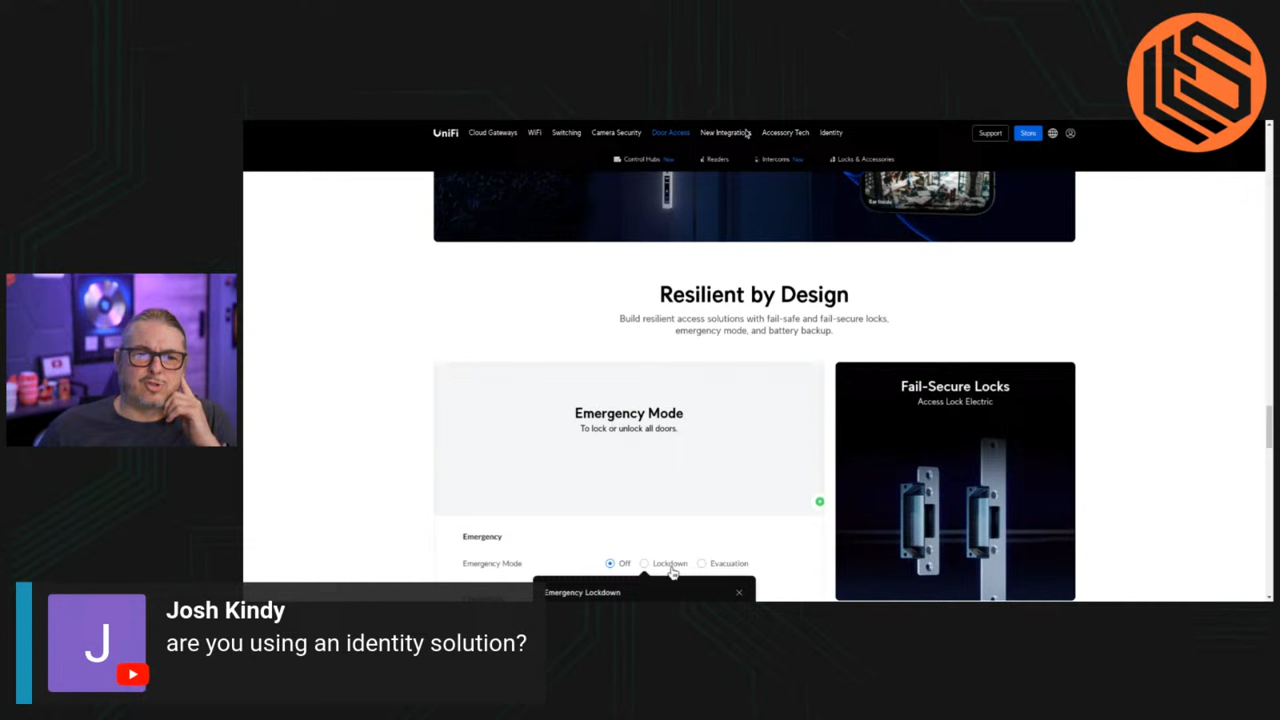 UniFi Cloud Gateways WiFi Switching Camera Security Door Access New Integrations Accessory Tech Identity Support Store
Control Hubs New Readers Intercoms New Locks & Accessories
Resilient by Design
Build resilient access solutions with fail-safe and fail-secure locks,
emergency mode, and battery backup.
Emergency Mode
To lock or unlock all doors.
Fail-Secure Locks
Access Lock Electric
Emergency
Emergency Mode Off Lockdown Evacuation
Emergency Lockdown
J
Josh Kindy
are you using an identity solution?